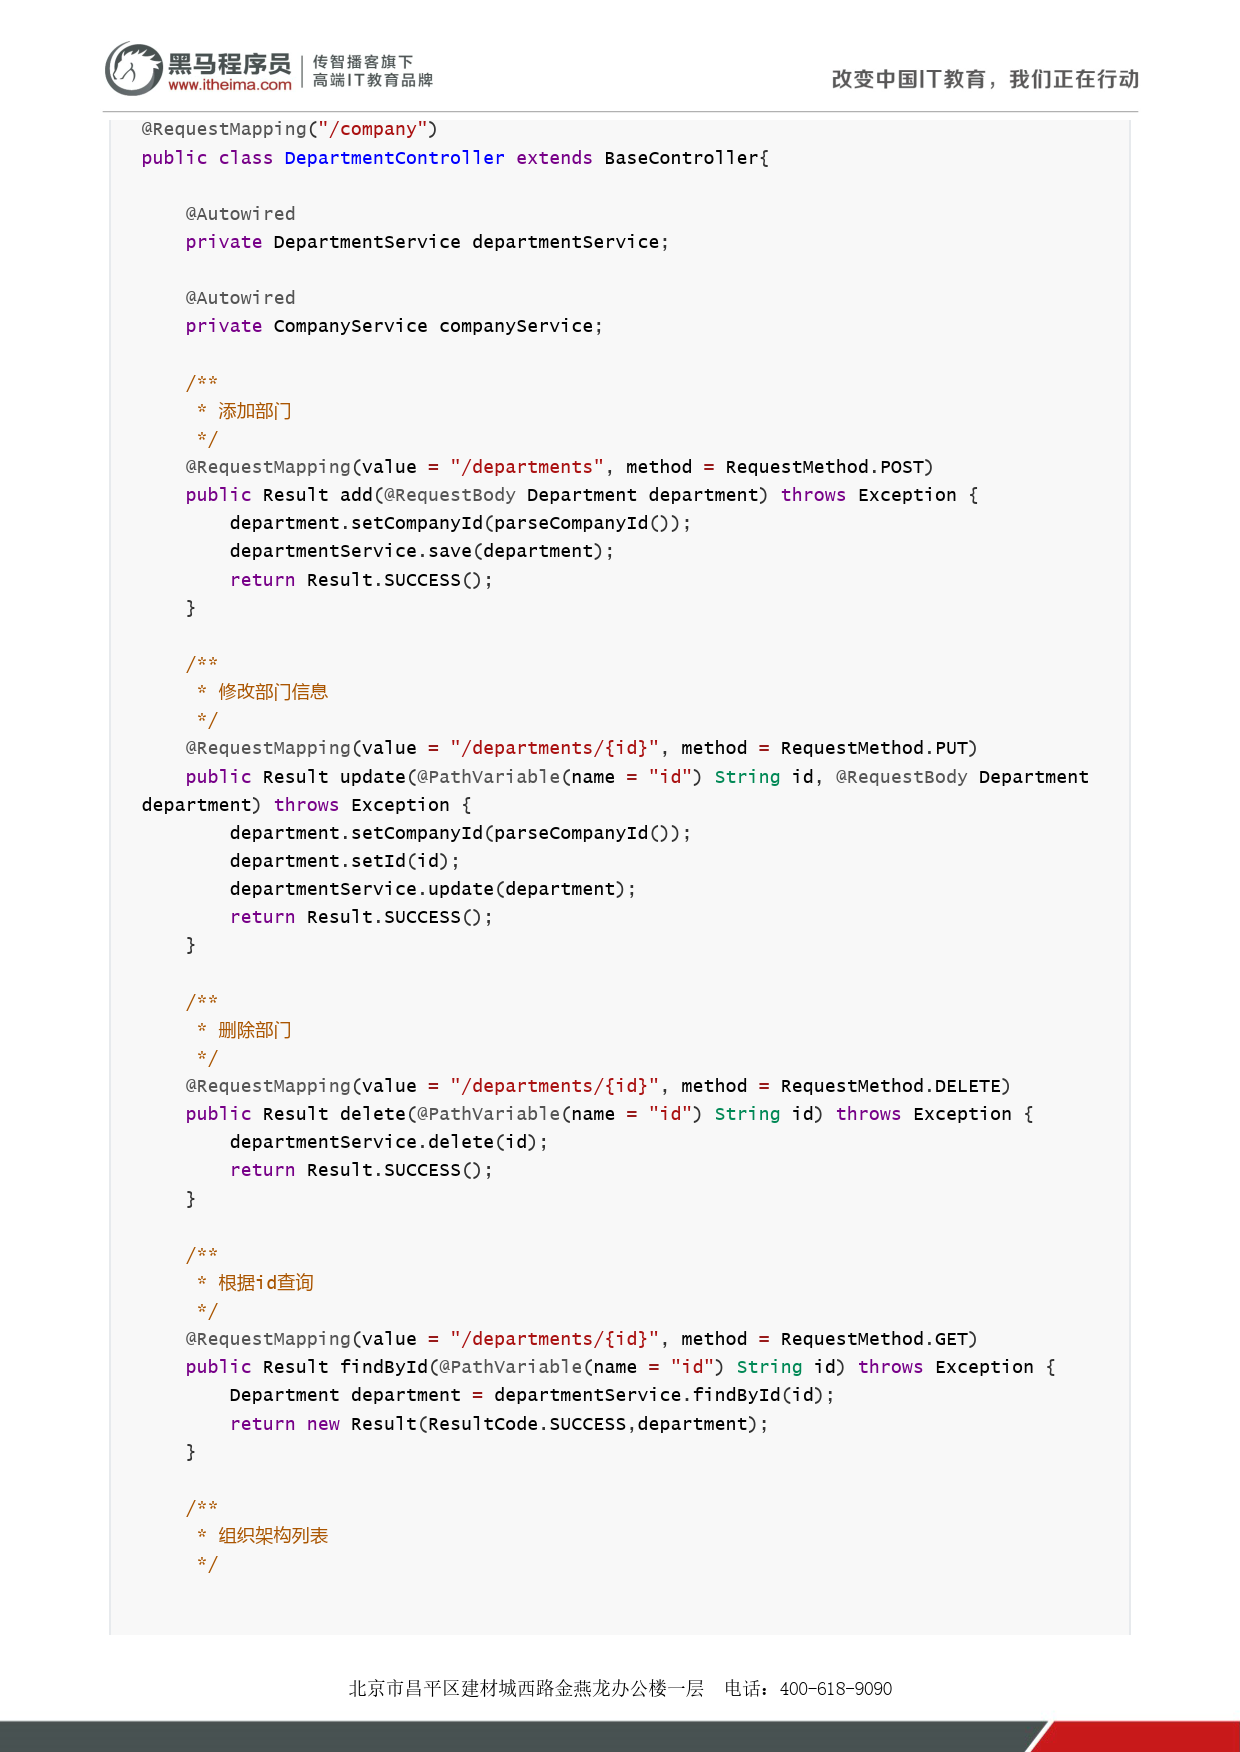 黑马程序员
www.itheima.com
传智播客旗下
高端IT教育品牌
改变中国IT教育，我们正在行动
@RequestMapping("/company")
public class DepartmentController extends BaseController{
    @Autowired
    private DepartmentService departmentService;
    @Autowired
    private CompanyService companyService;
    /**
     * 添加部门
     */
    @RequestMapping(value = "/departments", method = RequestMethod.POST)
    public Result add(@RequestBody Department department) throws Exception {
        department.setCompanyId(parseCompanyId());
        departmentService.save(department);
        return Result.SUCCESS();
    }
    /**
     * 修改部门信息
     */
    @RequestMapping(value = "/departments/{id}", method = RequestMethod.PUT)
    public Result update(@PathVariable(name = "id") String id, @RequestBody Department
department) throws Exception {
        department.setCompanyId(parseCompanyId());
        department.setId(id);
        departmentService.update(department);
        return Result.SUCCESS();
    }
    /**
     * 删除部门
     */
    @RequestMapping(value = "/departments/{id}", method = RequestMethod.DELETE)
    public Result delete(@PathVariable(name = "id") String id) throws Exception {
        departmentService.delete(id);
        return Result.SUCCESS();
    }
    /**
     * 根据id查询
     */
    @RequestMapping(value = "/departments/{id}", method = RequestMethod.GET)
    public Result findById(@PathVariable(name = "id") String id) throws Exception {
        Department department = departmentService.findById(id);
        return new Result(ResultCode.SUCCESS,department);
    }
    /**
     * 组织架构列表
     */
北京市昌平区建材城西路金燕龙办公楼一层 电话：400-618-9090